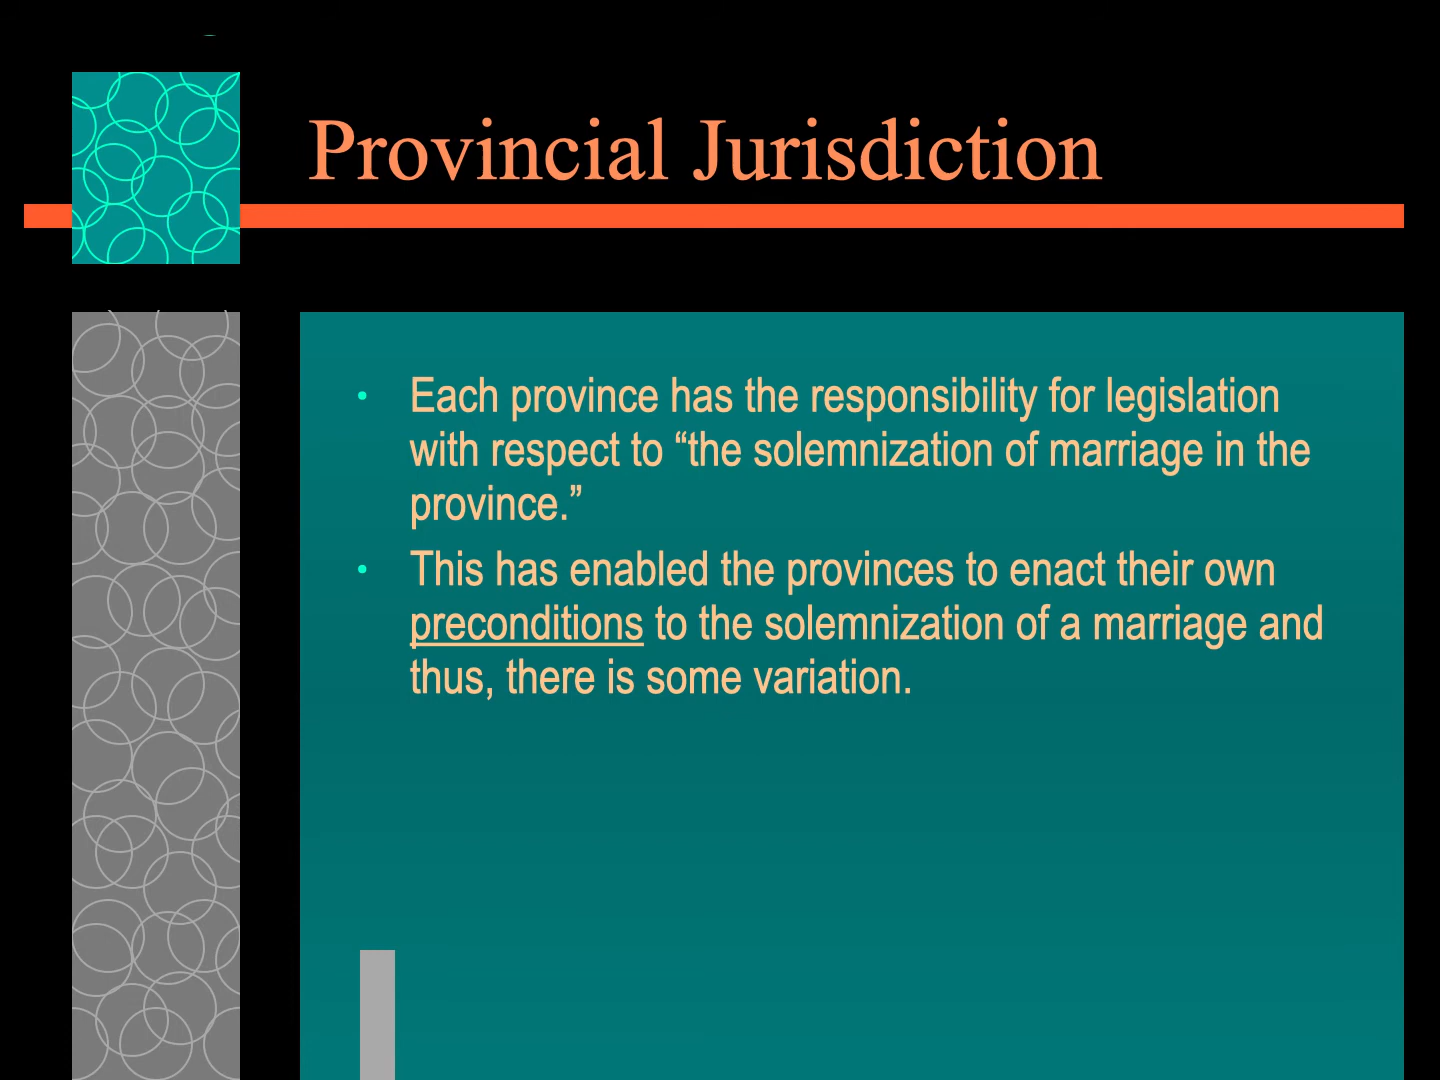 Provincial Jurisdiction
• Each province has the responsibility for legislation
with respect to “the solemnization of marriage in the
province.”
• This has enabled the provinces to enact their own
preconditions to the solemnization of a marriage and
thus, there is some variation.